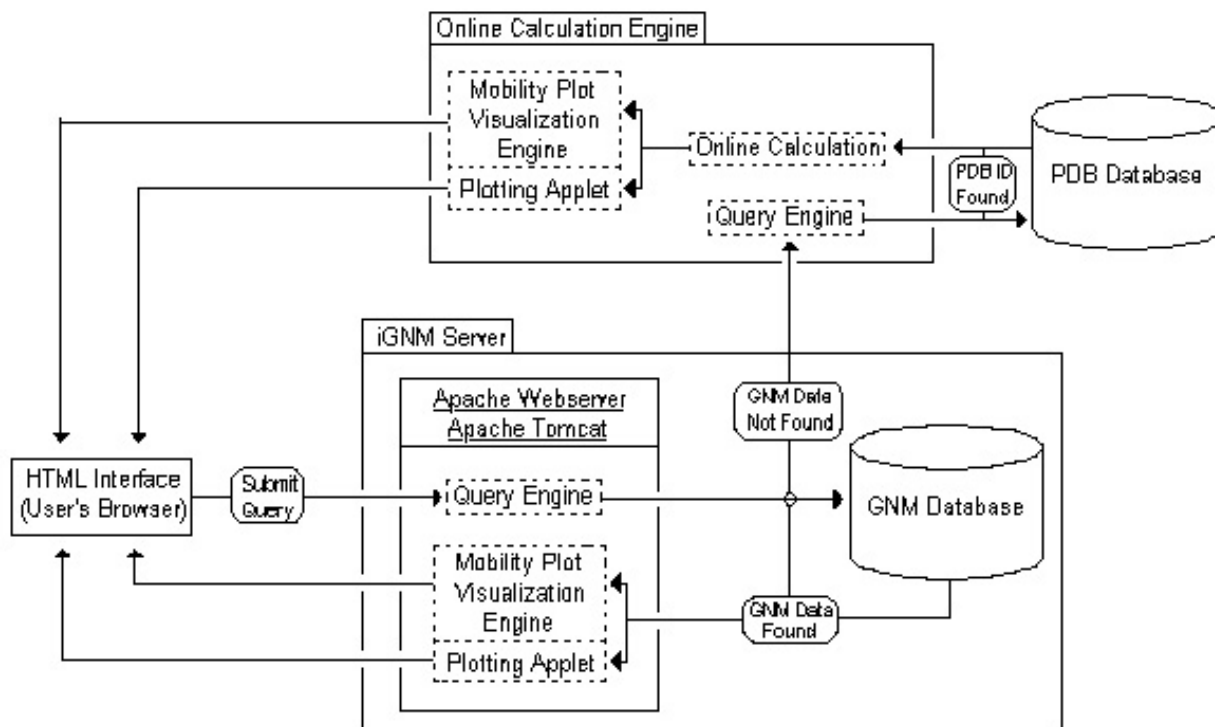 Online Calculation Engine
Mobility Plot
Visualization
Engine
Plotting Applet
Online Calculation
Query Engine
PDB ID
Found
PDB Database
iGNM Server
Apache Webserver
Apache Tomcat
GNM Data
Not Found
HTML Interface
(User's Browser)
Submit
Query
Query Engine
GNM Database
Mobility Plot
Visualization
Engine
Plotting Applet
GNM Data
Found